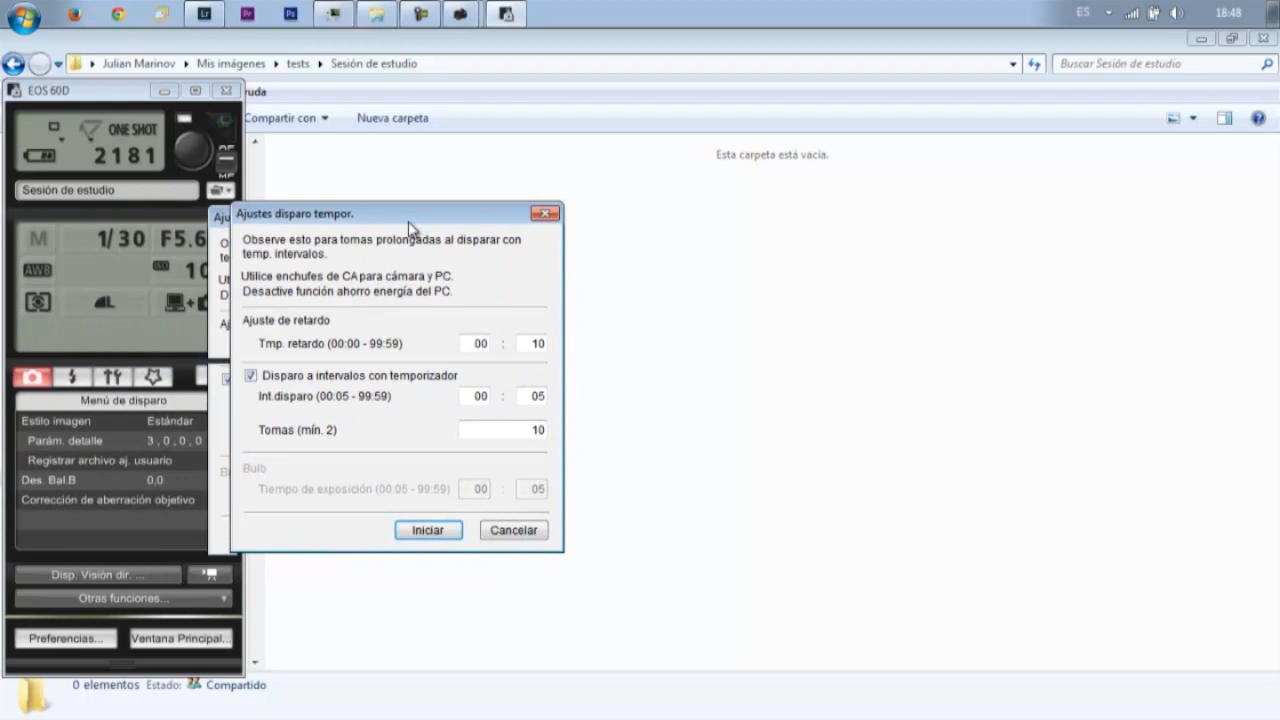 ES
18:48
Julian Marinov
Mis imágenes
tests
Sesión de estudio
Buscar Sesión de estudio
EOS 60D
Compartir con
Nueva carpeta
ONE SHOT
2181
Esta carpeta está vacía.
Sesión de estudio
M 1/30 F5.6
AWB ISO
Ajustes disparo tempor.
Observe esto para tomas prolongadas al disparar con
temp. intervalos.
Utilice enchufes de CA para cámara y PC.
Desactive función ahorro energía del PC.
Ajuste de retardo
Tmp. retardo (00:00 - 99:59) 00 : 10
Disparo a intervalos con temporizador
Int.disparo (00:05 - 99:59) 00 : 05
Tomas (mín. 2) 10
Bulb
Tiempo de exposición (00:05 - 99:59) 00 : 05
Iniciar Cancelar
Menú de disparo
Estilo imagen Estándar
Parám. detalle 3 , 0 , 0 , 0
Registrar archivo aj. usuario
Des. Bal.B 0,0
Corrección de aberración objetivo
Disp. Visión dir. ...
Otras funciones...
Preferencias... Ventana Principal...
0 elementos Estado: Compartido